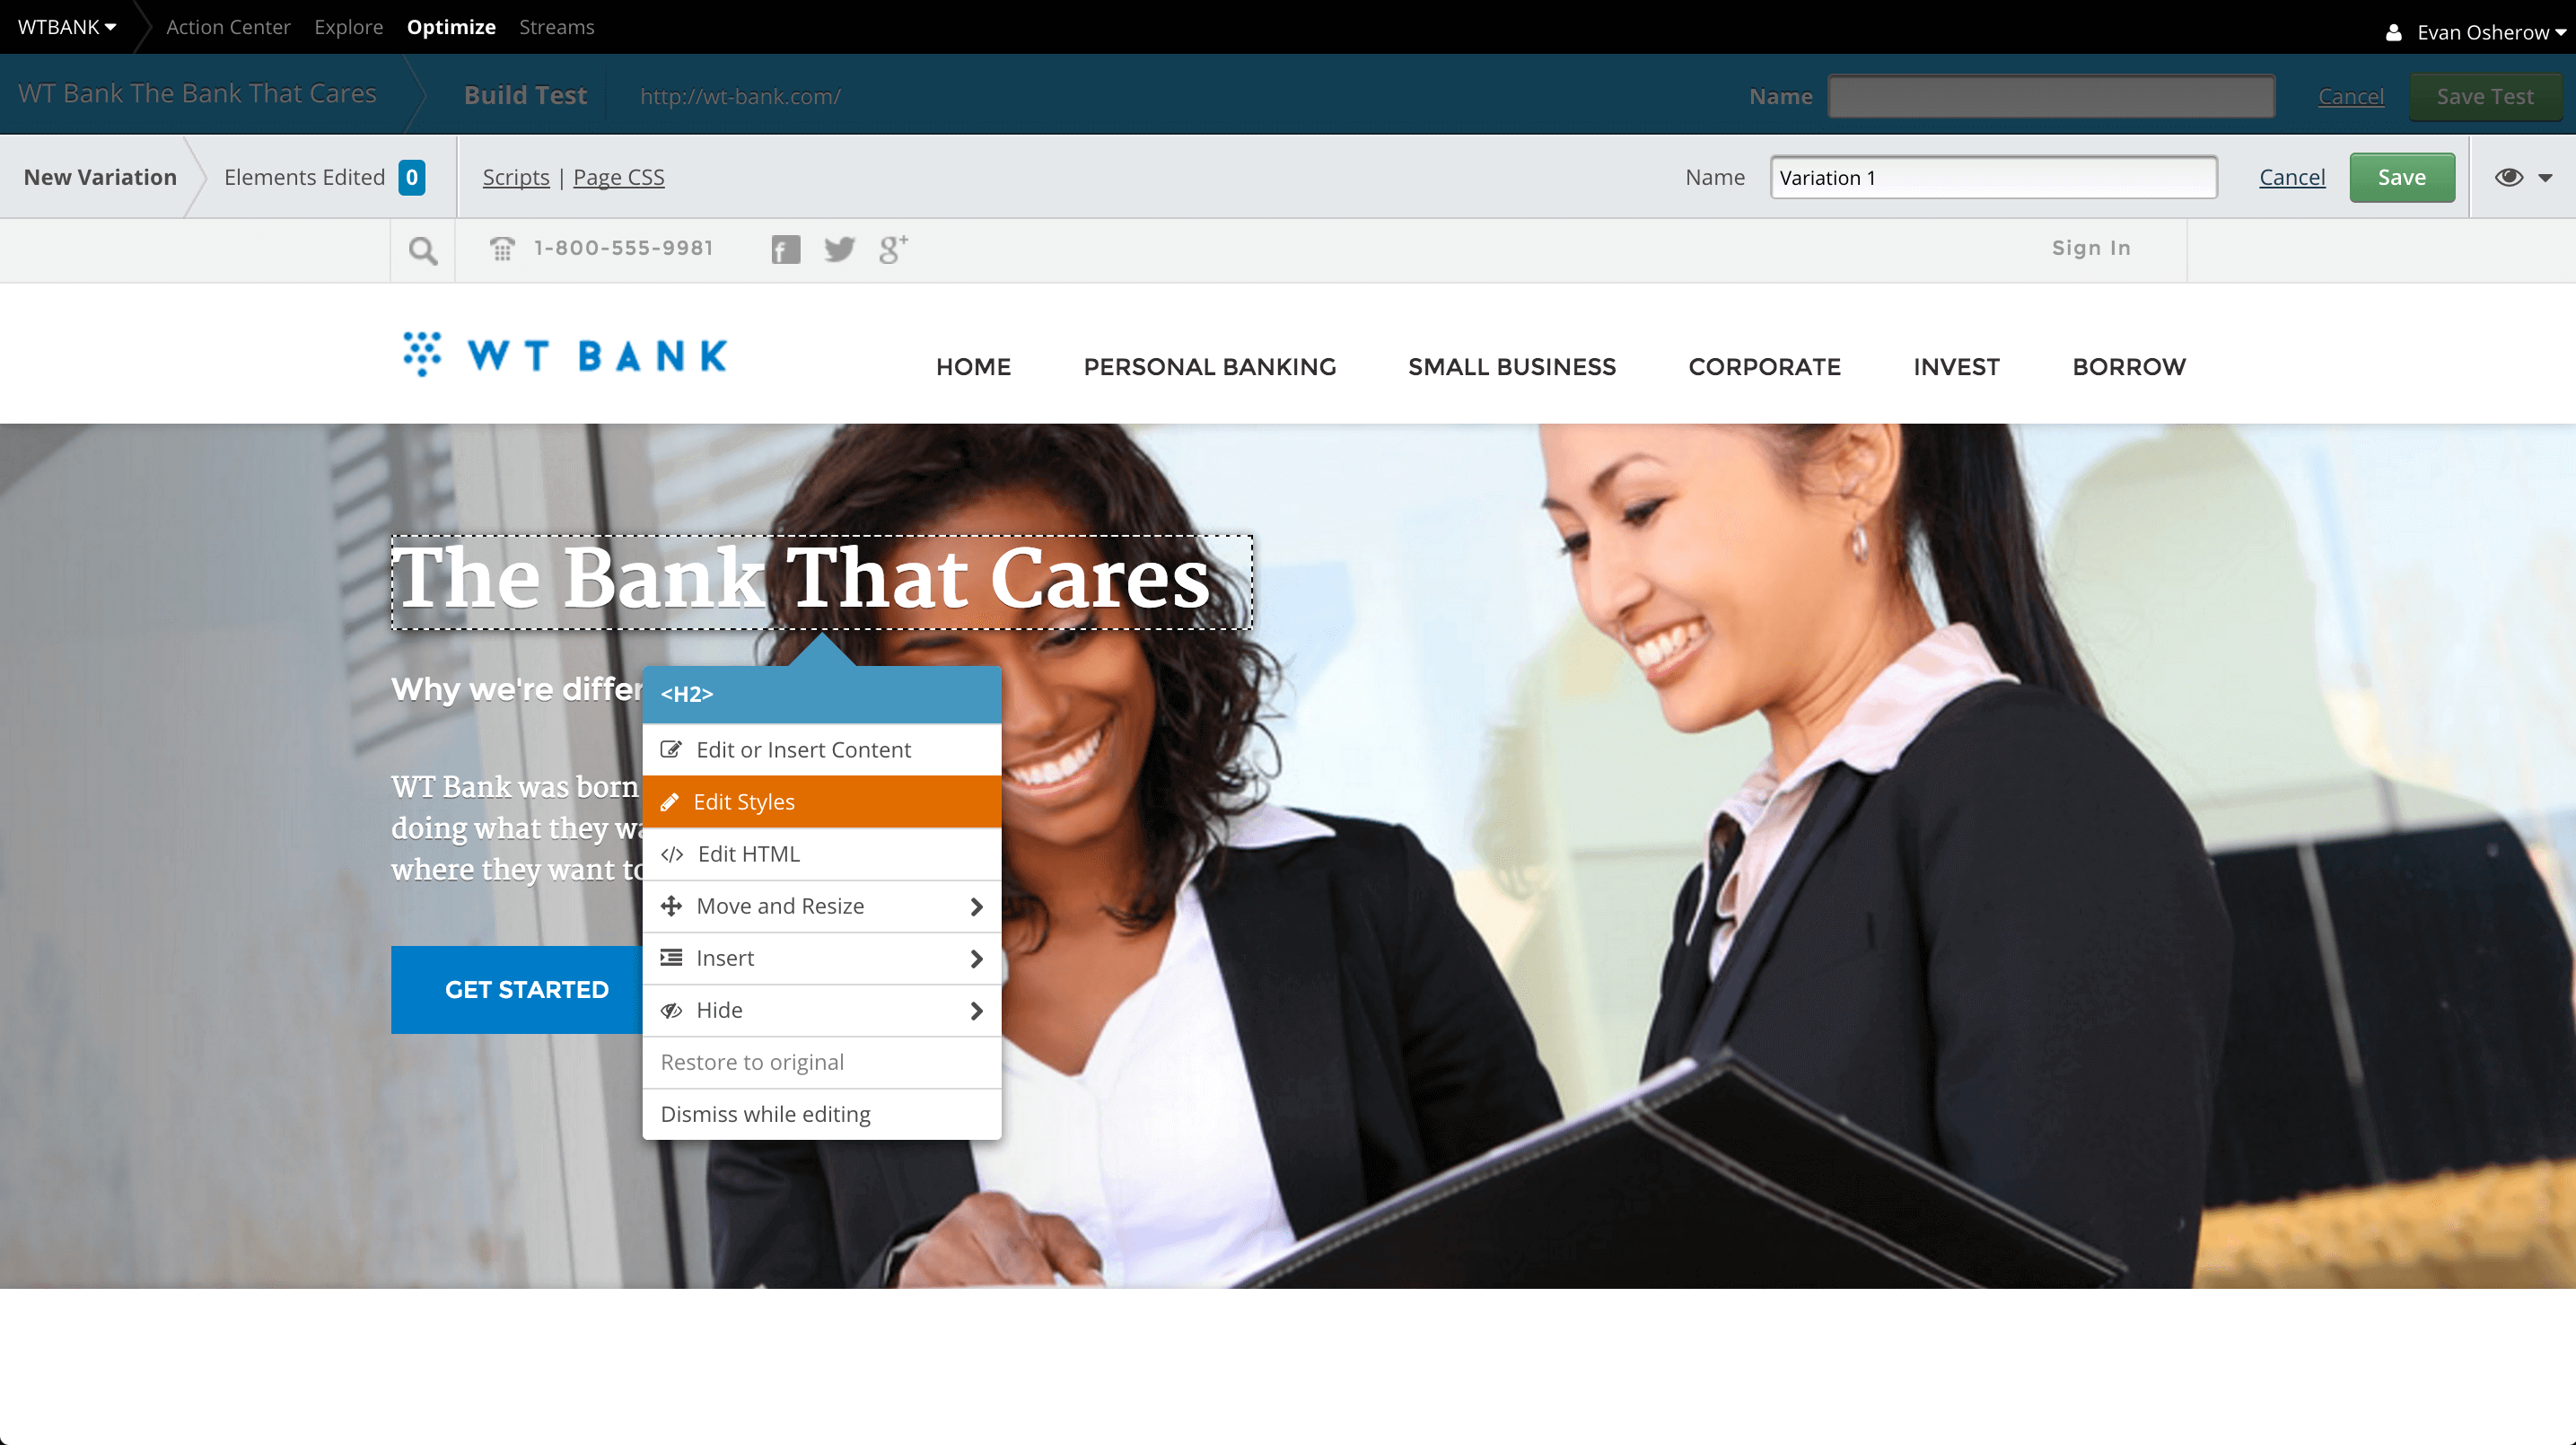 WTBANK Action Center Explore Optimize Streams Evan Osherow
WT Bank The Bank That Cares Build Test http://wt-bank.com/ Name Cancel Save Test
New Variation Elements Edited 0 Scripts | Page CSS Name Variation 1 Cancel Save
1-800-555-9981 f g+ Sign In
WT BANK HOME PERSONAL BANKING SMALL BUSINESS CORPORATE INVEST BORROW
The Bank That Cares
Why we're differ
<H2>
Edit or Insert Content
WT Bank was born
Edit Styles
doing what they wa
</> Edit HTML
where they want to
Move and Resize
Insert
GET STARTED
Hide
Restore to original
Dismiss while editing